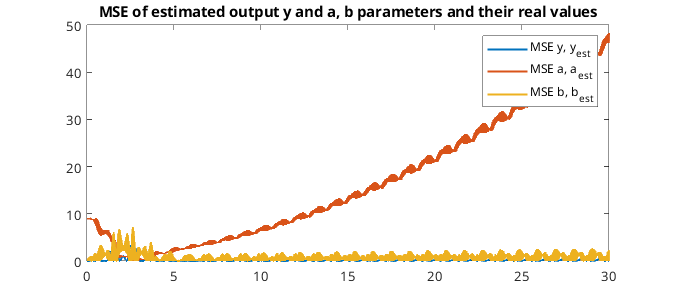 MSE of estimated output y and a, b parameters and their real values
50
40
30
20
10
0
MSE y, y_est
MSE a, a_est
MSE b, b_est
0 5 10 15 20 25 30